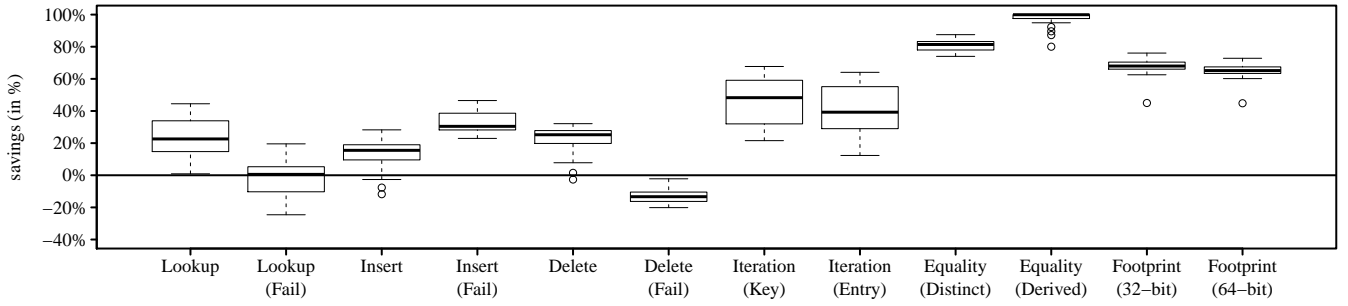 savings (in %)
100%
80%
60%
40%
20%
0%
−20%
−40%
Lookup
Lookup
(Fail)
Insert
Insert
(Fail)
Delete
Delete
(Fail)
Iteration
(Key)
Iteration
(Entry)
Equality
(Distinct)
Equality
(Derived)
Footprint
(32−bit)
Footprint
(64−bit)